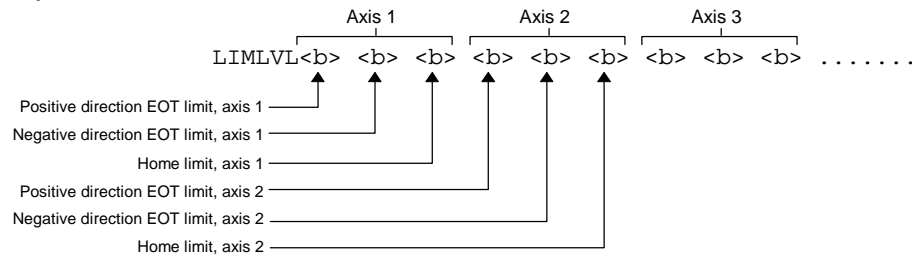 Axis 1 Axis 2 Axis 3
LIMLVL<b> <b> <b> <b> <b> <b> <b> <b> <b> .......
Positive direction EOT limit, axis 1
Negative direction EOT limit, axis 1
Home limit, axis 1
Positive direction EOT limit, axis 2
Negative direction EOT limit, axis 2
Home limit, axis 2